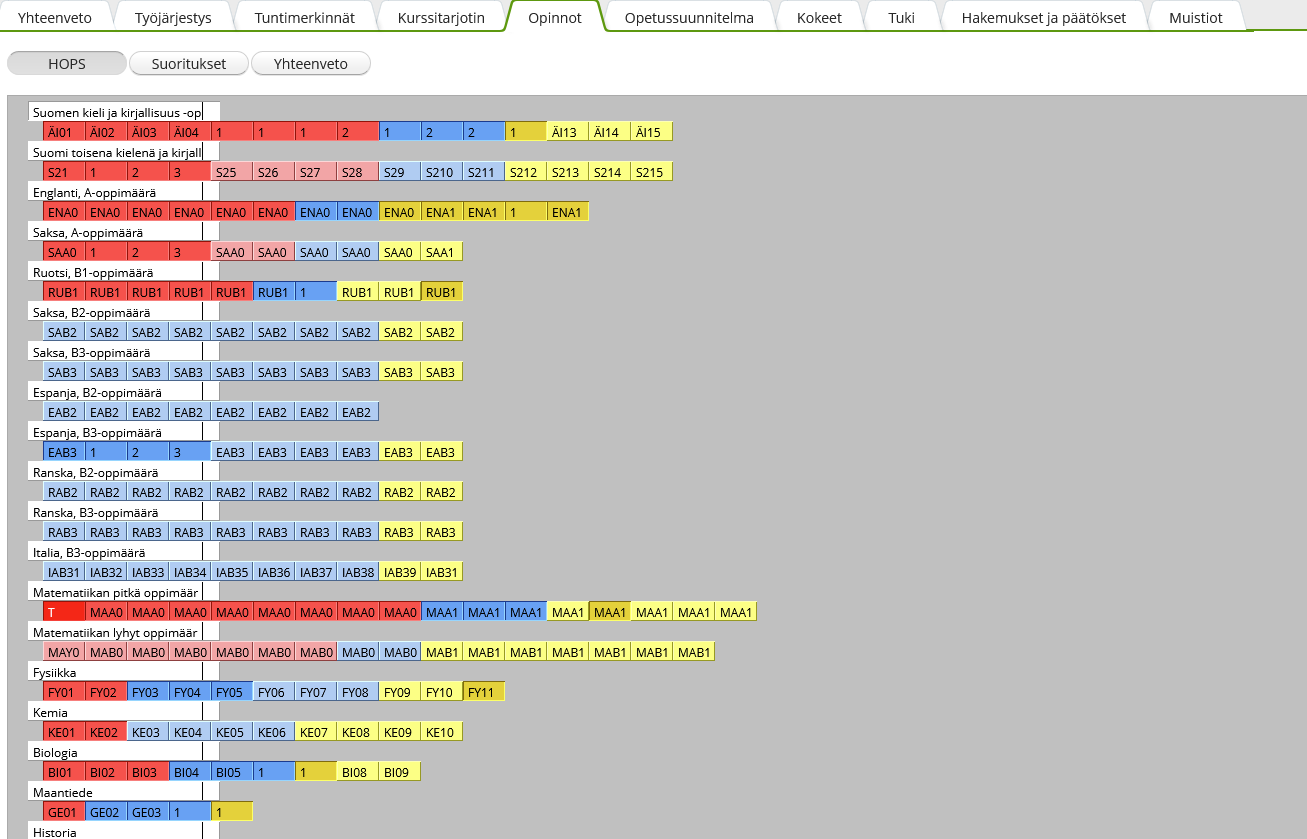 Yhteenveto Työjärjestys Tuntimerkinnät Kurssitarjotin Opinnot Opetussuunnitelma Kokeet Tuki Hakemukset ja päätökset Muistiot
HOPS Suoritukset Yhteenveto
Suomen kieli ja kirjallisuus -op
ÄI01 ÄI02 ÄI03 ÄI04 1 1 1 2 1 2 2 1 ÄI13 ÄI14 ÄI15
Suomi toisena kielenä ja kirjall
S21 1 2 3 S25 S26 S27 S28 S29 S210 S211 S212 S213 S214 S215
Englanti, A-oppimäärä
ENA0 ENA0 ENA0 ENA0 ENA0 ENA0 ENA0 ENA0 ENA0 ENA1 ENA1 1 ENA1
Saksa, A-oppimäärä
SAA0 1 2 3 SAA0 SAA0 SAA0 SAA0 SAA0 SAA1
Ruotsi, B1-oppimäärä
RUB1 RUB1 RUB1 RUB1 RUB1 RUB1 1 RUB1 RUB1 RUB1
Saksa, B2-oppimäärä
SAB2 SAB2 SAB2 SAB2 SAB2 SAB2 SAB2 SAB2 SAB2 SAB2
Saksa, B3-oppimäärä
SAB3 SAB3 SAB3 SAB3 SAB3 SAB3 SAB3 SAB3 SAB3 SAB3
Espanja, B2-oppimäärä
EAB2 EAB2 EAB2 EAB2 EAB2 EAB2 EAB2 EAB2
Espanja, B3-oppimäärä
EAB3 1 2 3 EAB3 EAB3 EAB3 EAB3 EAB3 EAB3
Ranska, B2-oppimäärä
RAB2 RAB2 RAB2 RAB2 RAB2 RAB2 RAB2 RAB2 RAB2 RAB2
Ranska, B3-oppimäärä
RAB3 RAB3 RAB3 RAB3 RAB3 RAB3 RAB3 RAB3 RAB3 RAB3
Italia, B3-oppimäärä
IAB31 IAB32 IAB33 IAB34 IAB35 IAB36 IAB37 IAB38 IAB39 IAB31
Matematiikan pitkä oppimäär
T MAA0 MAA0 MAA0 MAA0 MAA0 MAA0 MAA0 MAA0 MAA1 MAA1 MAA1 MAA1 MAA1 MAA1 MAA1 MAA1
Matematiikan lyhyt oppimäär
MAY0 MAB0 MAB0 MAB0 MAB0 MAB0 MAB0 MAB0 MAB0 MAB1 MAB1 MAB1 MAB1 MAB1 MAB1 MAB1
Fysiikka
FY01 FY02 FY03 FY04 FY05 FY06 FY07 FY08 FY09 FY10 FY11
Kemia
KE01 KE02 KE03 KE04 KE05 KE06 KE07 KE08 KE09 KE10
Biologia
BI01 BI02 BI03 BI04 BI05 1 1 BI08 BI09
Maantiede
GE01 GE02 GE03 1 1
Historia